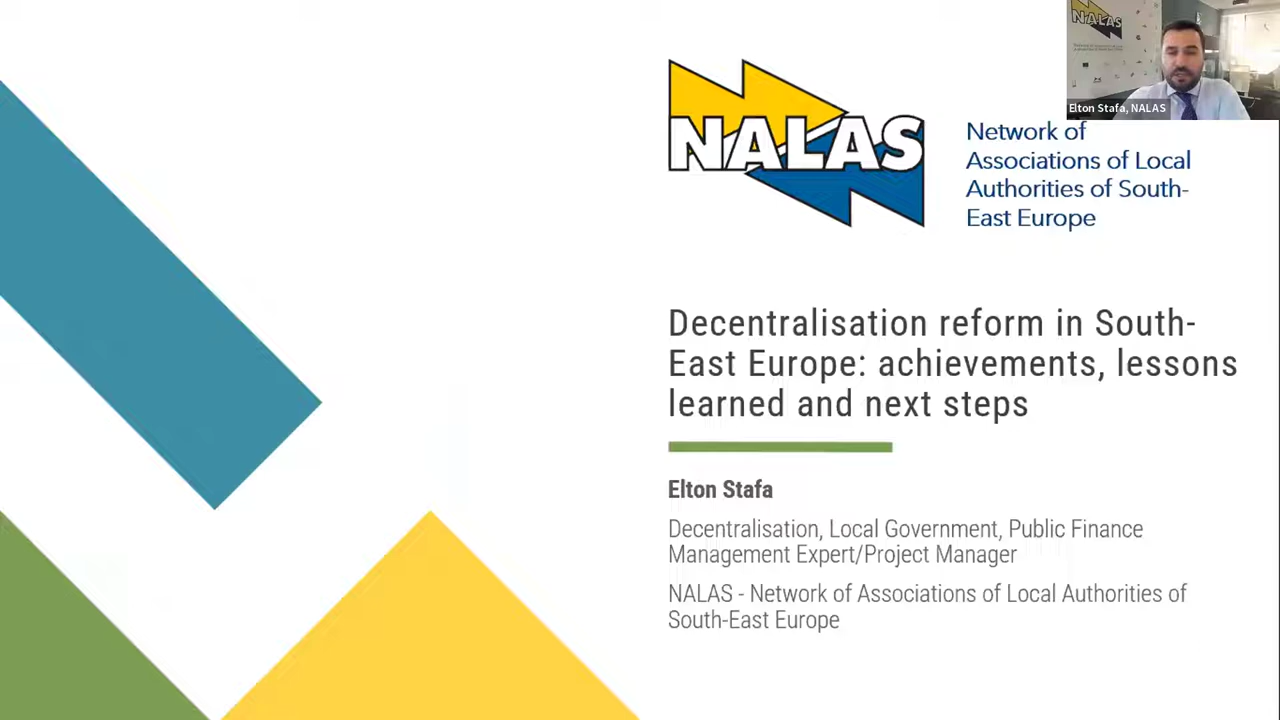 NALAS
Elton Stafa, NALAS
NALAS
Network of
Associations of Local
Authorities of South-
East Europe
Decentralisation reform in South-
East Europe: achievements, lessons
learned and next steps
Elton Stafa
Decentralisation, Local Government, Public Finance
Management Expert/Project Manager
NALAS - Network of Associations of Local Authorities of
South-East Europe